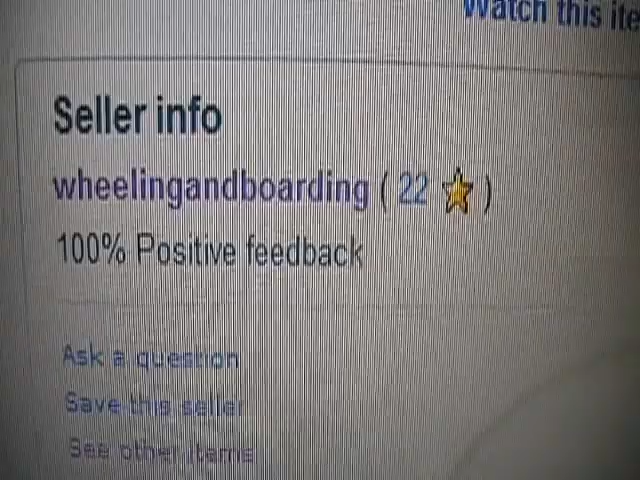 Watch this ite
Seller info
wheelingandboarding ( 22 )
100% Positive feedback
Ask a question
Save this seller
See other items